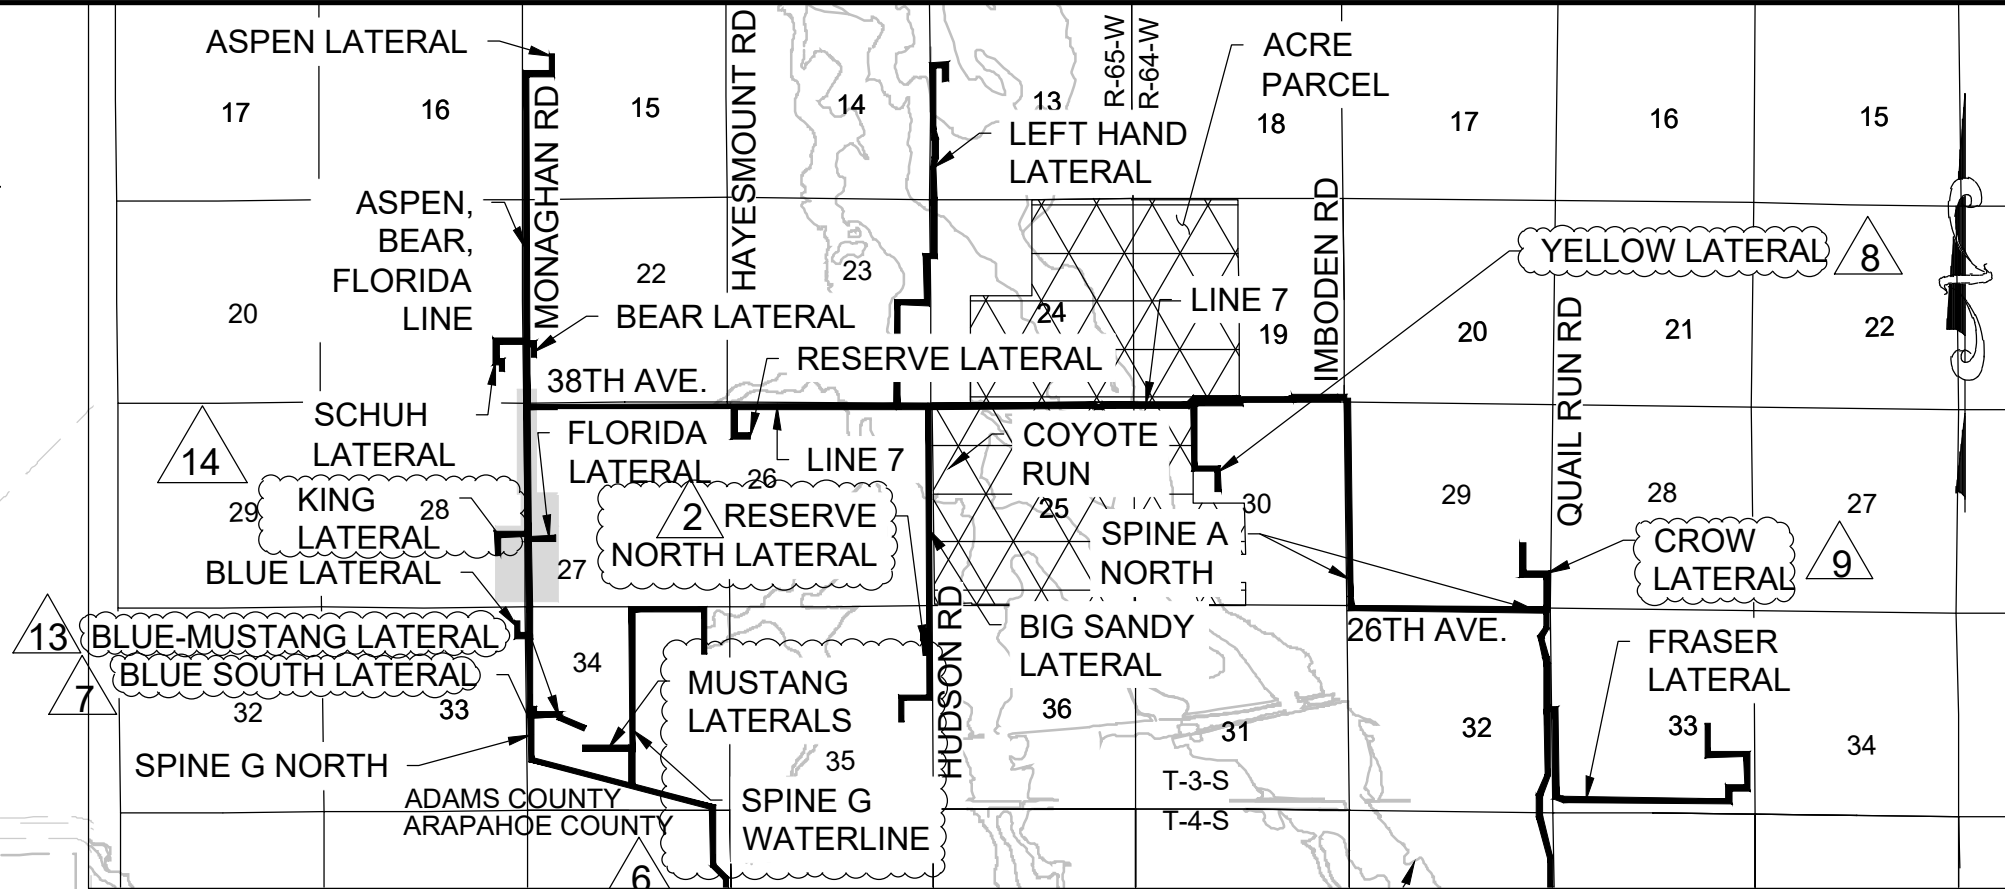 ASPEN LATERAL
MONAGHAN RD
HAYESMOUNT RD
R-65-W
R-64-W
ACRE
PARCEL
17
16
15
14
13
18
17
16
15
LEFT HAND
LATERAL
ASPEN,
BEAR,
FLORIDA
LINE
IMBODEN RD
YELLOW LATERAL
8
20
22
23
24
19
20
21
22
BEAR LATERAL
LINE 7
QUAIL RUN RD
RESERVE LATERAL
38TH AVE.
SCHUH
LATERAL
14
FLORIDA
LATERAL
LINE 7
COYOTE
RUN
KING
LATERAL
29
28
26
25
30
29
28
27
2
RESERVE
NORTH LATERAL
SPINE A
NORTH
CROW
LATERAL
9
BLUE LATERAL
27
HUDSON RD
13
BLUE-MUSTANG LATERAL
BIG SANDY
LATERAL
26TH AVE.
FRASER
LATERAL
7
BLUE SOUTH LATERAL
34
MUSTANG
LATERALS
32
33
36
31
32
33
34
35
SPINE G NORTH
T-3-S
T-4-S
ADAMS COUNTY
ARAPAHOE COUNTY
SPINE G
WATERLINE
6